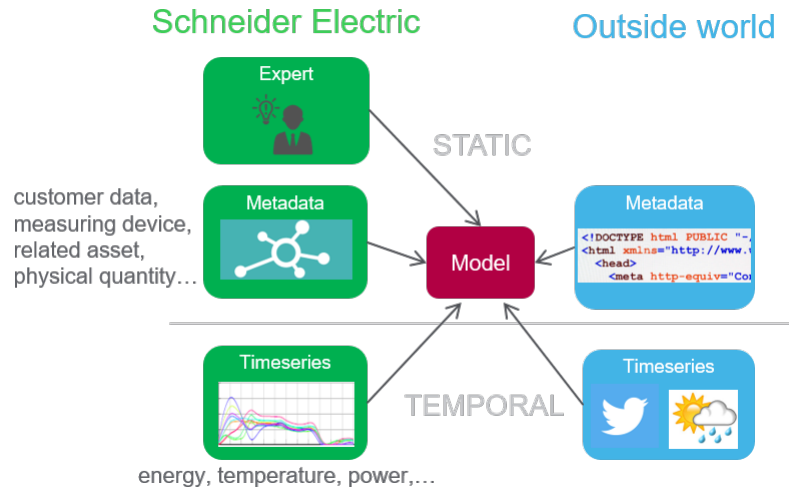 Schneider Electric
Outside world
Expert
STATIC
customer data,
measuring device,
related asset,
physical quantity…
Metadata
Model
Metadata
<!DOCTYPE html PUBLIC "-,
<html xmlns="http://www.
<head>
<meta http-equiv="Co
Timeseries
TEMPORAL
Timeseries
energy, temperature, power,…